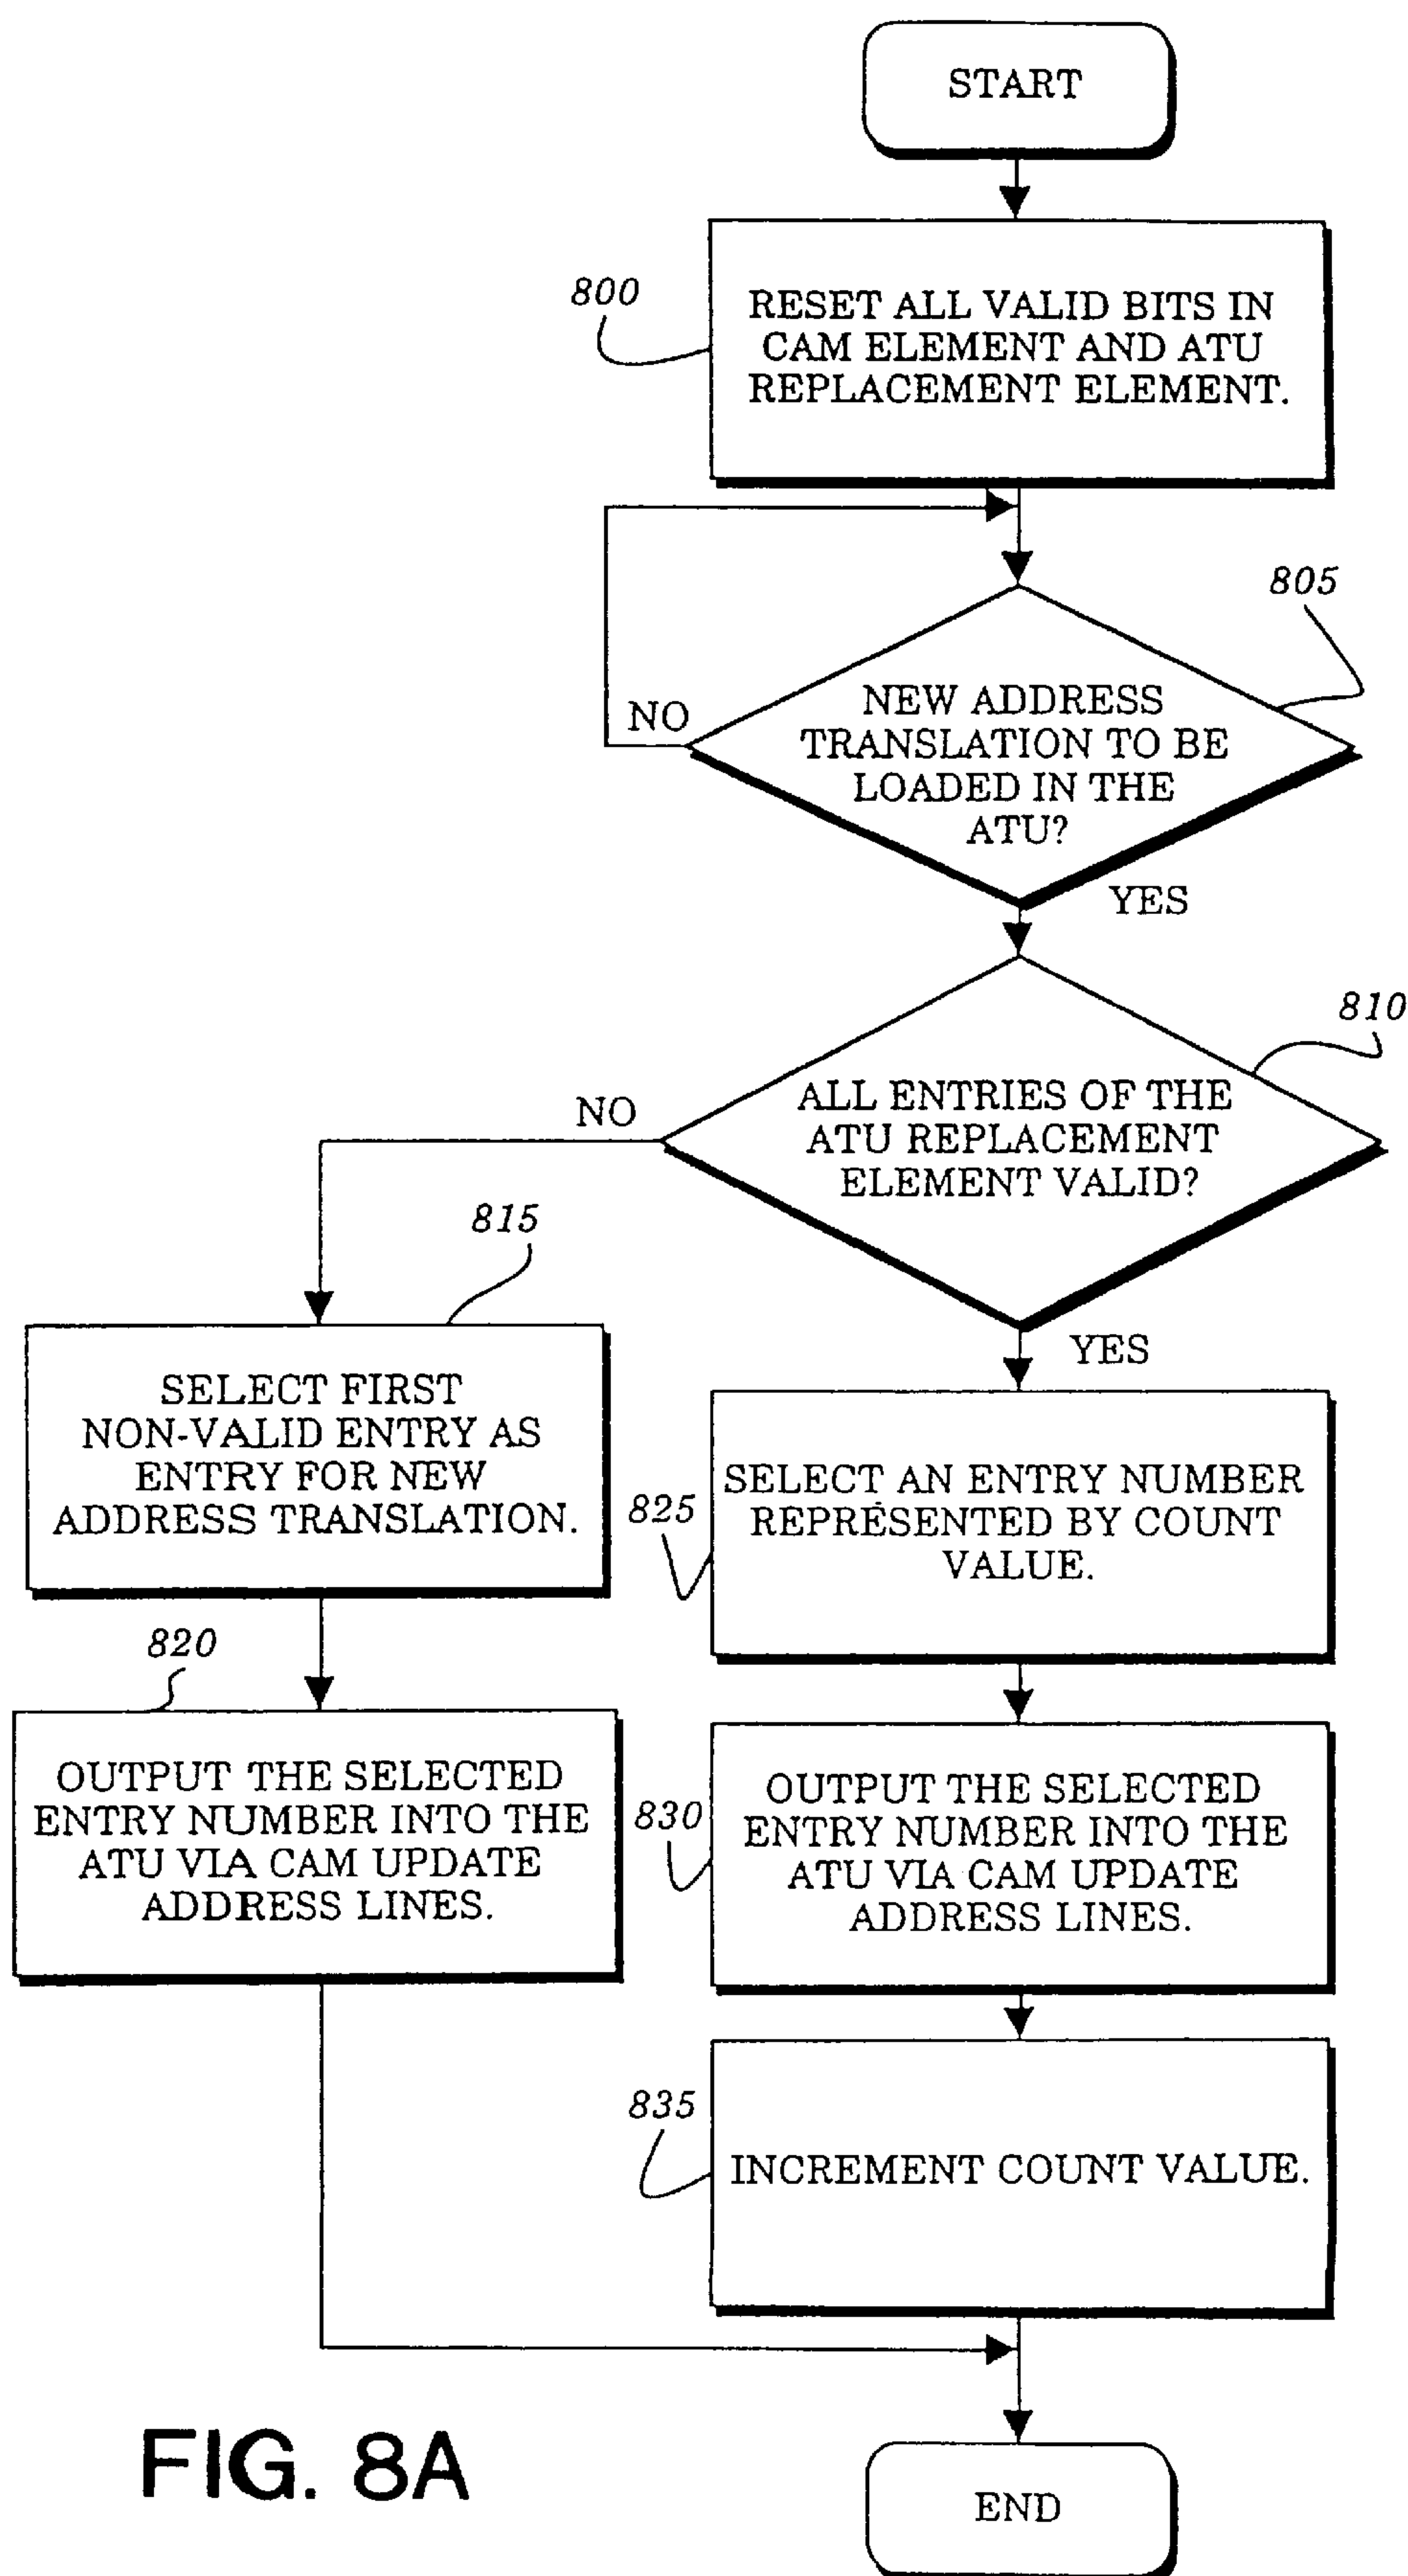 START
800
RESET ALL VALID BITS IN
CAM ELEMENT AND ATU
REPLACEMENT ELEMENT.
805
NEW ADDRESS
TRANSLATION TO BE
LOADED IN THE
ATU?
NO
YES
810
ALL ENTRIES OF THE
ATU REPLACEMENT
ELEMENT VALID?
NO
YES
815
SELECT FIRST
NON-VALID ENTRY AS
ENTRY FOR NEW
ADDRESS TRANSLATION.
820
OUTPUT THE SELECTED
ENTRY NUMBER INTO THE
ATU VIA CAM UPDATE
ADDRESS LINES.
825
SELECT AN ENTRY NUMBER
REPRESENTED BY COUNT
VALUE.
830
OUTPUT THE SELECTED
ENTRY NUMBER INTO THE
ATU VIA CAM UPDATE
ADDRESS LINES.
835
INCREMENT COUNT VALUE.
END
FIG. 8A